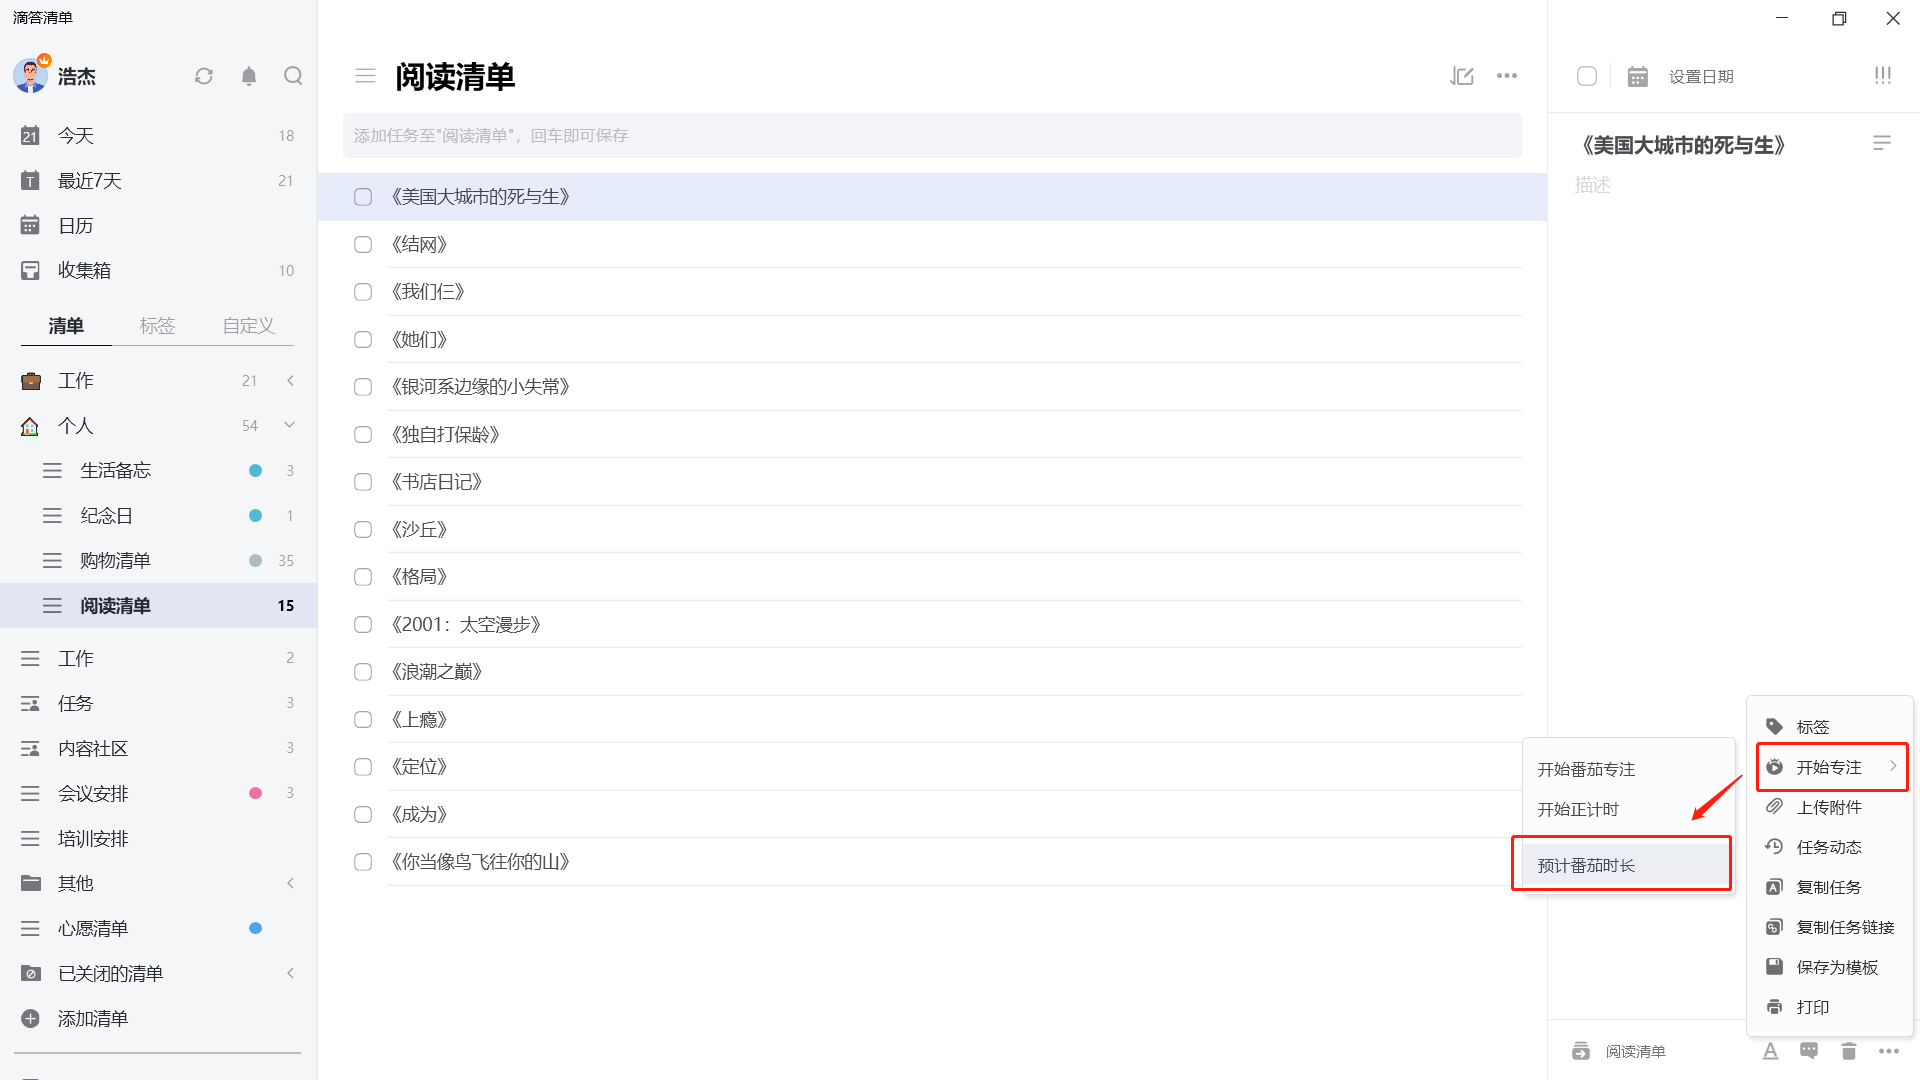 滴答清单
浩杰
21 今天 18
T 最近7天 21
日历
收集箱 10
清单 标签 自定义
工作 21
个人 54
生活备忘 3
纪念日 1
购物清单 35
阅读清单 15
工作 2
任务 3
内容社区 3
会议安排 3
培训安排
其他
心愿清单
已关闭的清单
添加清单
阅读清单
添加任务至"阅读清单"，回车即可保存
《美国大城市的死与生》
《结网》
《我们仨》
《她们》
《银河系边缘的小失常》
《独自打保龄》
《书店日记》
《沙丘》
《格局》
《2001：太空漫步》
《浪潮之巅》
《上瘾》
《定位》
《成为》
《你当像鸟飞往你的山》
设置日期
《美国大城市的死与生》
描述
开始番茄专注
开始正计时
预计番茄时长
标签
开始专注
上传附件
任务动态
复制任务
复制任务链接
保存为模板
打印
阅读清单